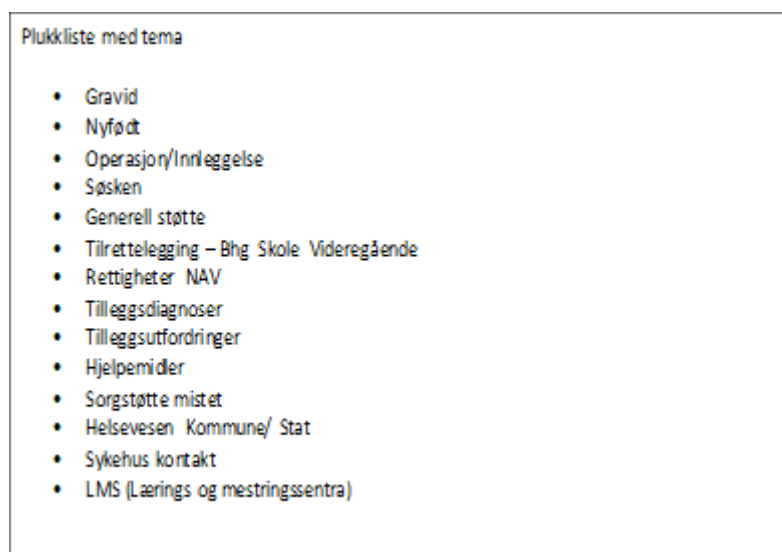 Plukkliste med tema
• Gravid
• Nyfødt
• Operasjon/Innleggelse
• Søsken
• Generell støtte
• Tilrettelegging – Bhg Skole Videregående
• Rettigheter NAV
• Tilleggsdiagnoser
• Tilleggsutfordringer
• Hjelpemidler
• Sorgstøtte mistet
• Helsevesen Kommune/ Stat
• Sykehus kontakt
• LMS (Lærings og mestringssentra)